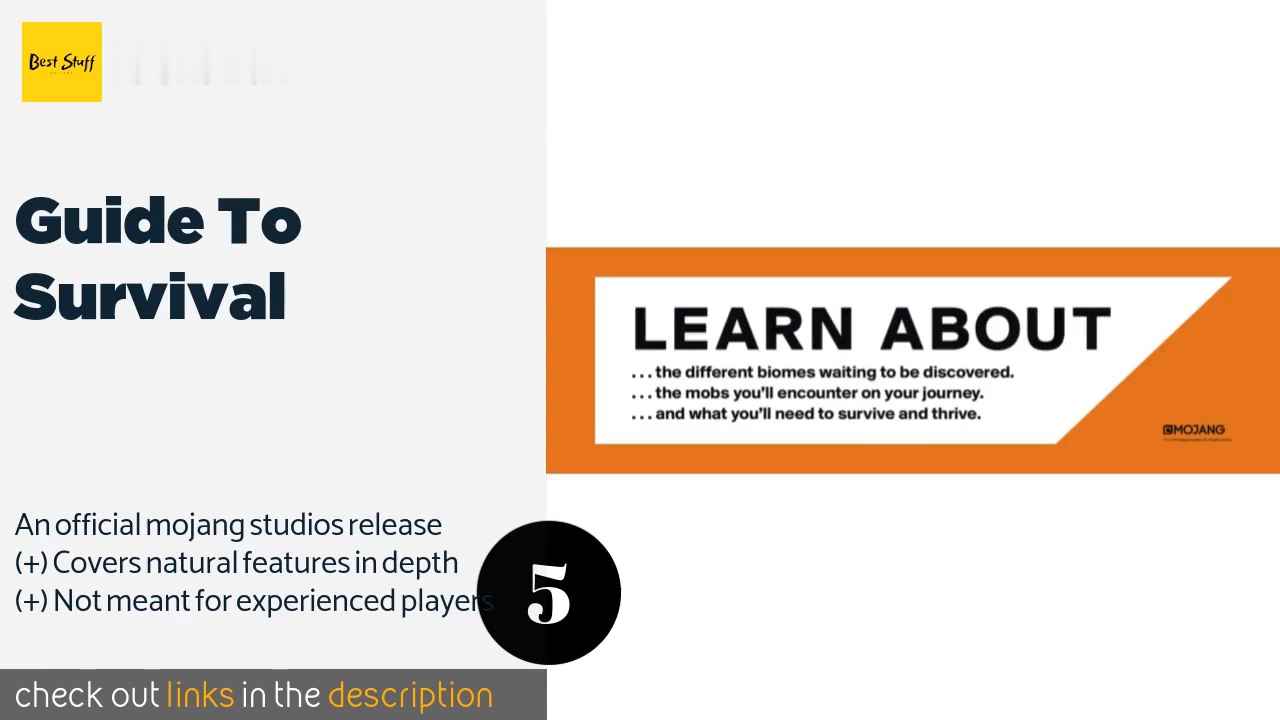 Best Stuff
Guide To
Survival
LEARN ABOUT
...the different biomes waiting to be discovered.
...the mobs you'll encounter on your journey.
...and what you'll need to survive and thrive.
MOJANG
An official mojang studios release
(+) Covers natural features in depth
(+) Not meant for experienced players
5
check out links in the description